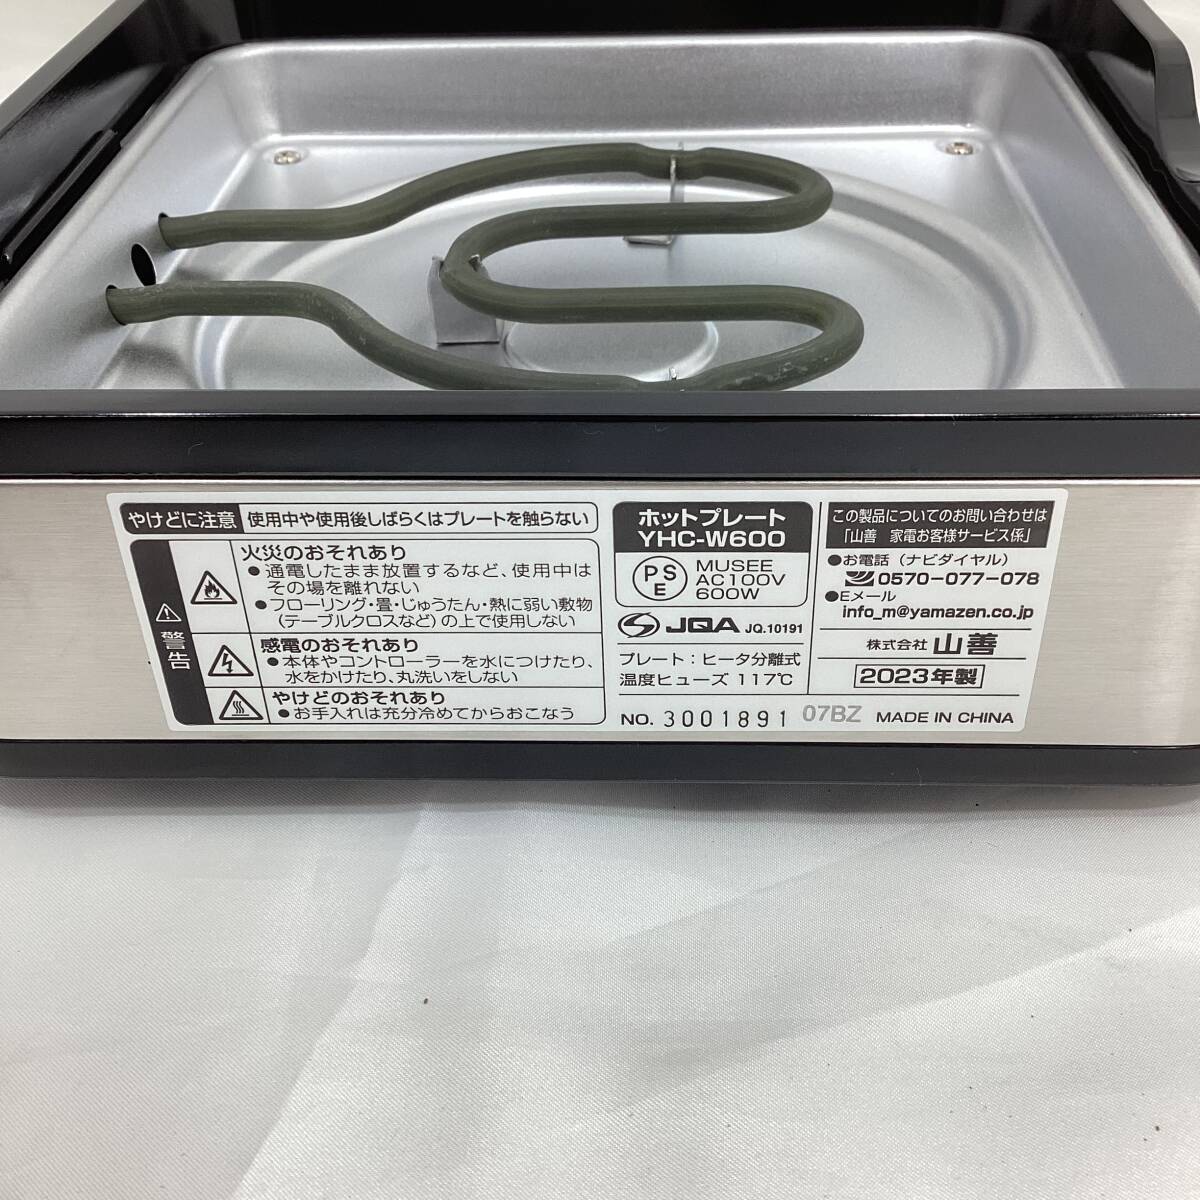 やけどに注意 使用中や使用後しばらくはプレートを触らない
警告
火災のおそれあり
●通電したまま放置するなど、使用中は
その場を離れない
●フローリング・畳・じゅうたん・熱に弱い敷物
(テーブルクロスなど)の上で使用しない
感電のおそれあり
●本体やコントローラーを水につけたり、
水をかけたり、丸洗いをしない
やけどのおそれあり
●お手入れは充分冷めてからおこなう
ホットプレート
YHC-W600
PSE
MUSEE
AC100V
600W
JQA JQ.10191
プレート:ヒータ分離式
温度ヒューズ 117℃
NO. 3001891 07BZ MADE IN CHINA
この製品についてのお問い合わせは
「山善 家電お客様サービス係」
●お電話(ナビダイヤル)
0570-077-078
●Eメール
info_m@yamazen.co.jp
株式会社 山善
2023年製